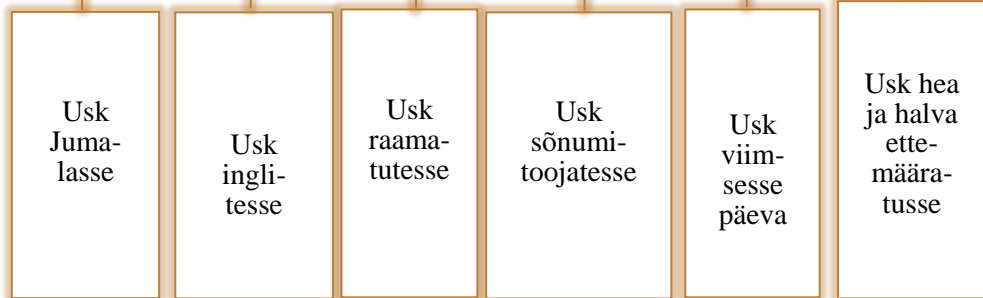 Usk
Juma-
lasse
Usk
ingli-
tesse
Usk
raama-
tutesse
Usk
sõnumi-
toojatesse
Usk
viim-
sesse
päeva
Usk hea
ja halva
ette-
määra-
tusse